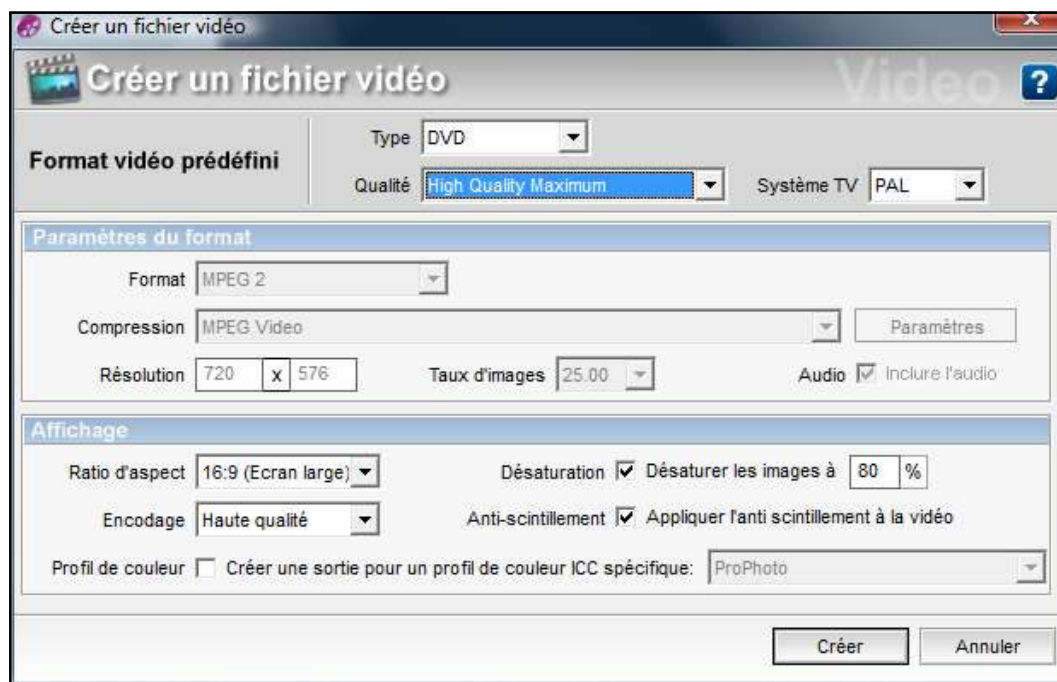 Créer un fichier vidéo
Créer un fichier vidéo
Video
?
Format vidéo prédéfini
Type DVD
Qualité High Quality Maximum Système TV PAL
Paramètres du format
Format MPEG 2
Compression MPEG Video Paramètres
Résolution 720 x 576 Taux d'images 25.00 Audio Inclure l'audio
Affichage
Ratio d'aspect 16:9 (Ecran large) Désaturation Désaturer les images à 80 %
Encodage Haute qualité Anti-scintillement Appliquer l'anti scintillement à la vidéo
Profil de couleur Créer une sortie pour un profil de couleur ICC spécifique: ProPhoto
Créer Annuler